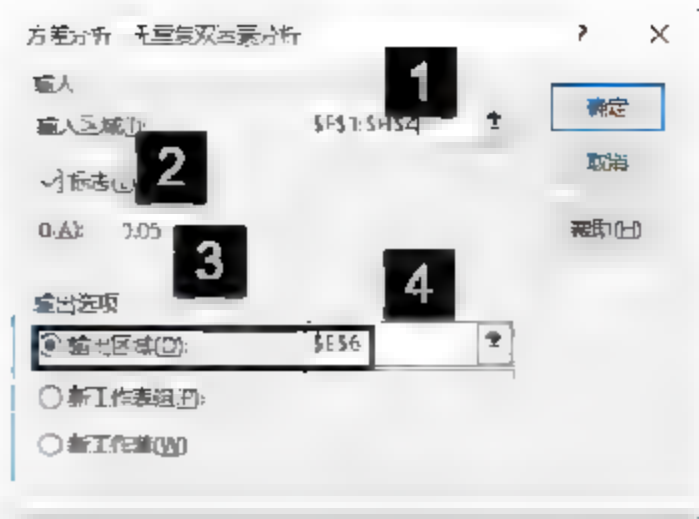 方差分析 无重复双因素分析 ? ×
输入
1
输入区域(I): $E$1:$H$4
确定
2
标志(L)
取消
α(A): 0.05
帮助(H)
3
4
输出选项
输出区域(O): $E$6
新工作表组(P):
新工作簿(W)